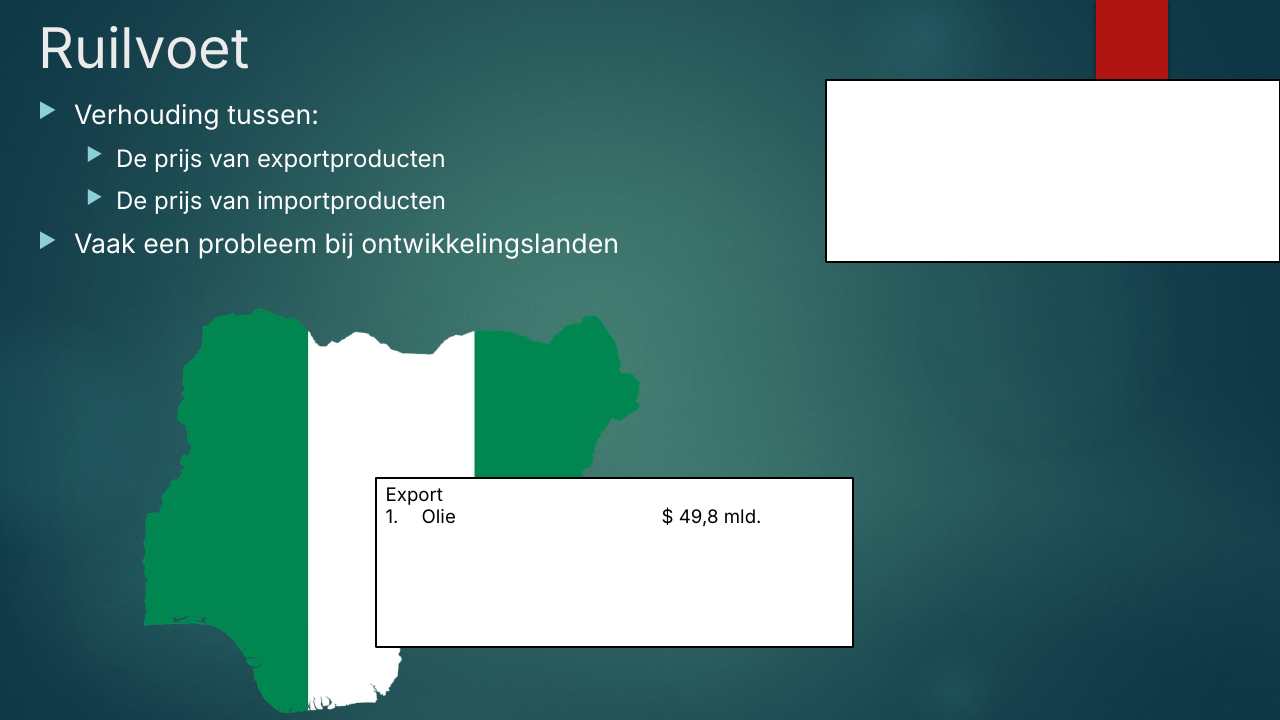 Ruilvoet
Verhouding tussen:
De prijs van exportproducten
De prijs van importproducten
Vaak een probleem bij ontwikkelingslanden
Export
1. Olie $ 49,8 mld.